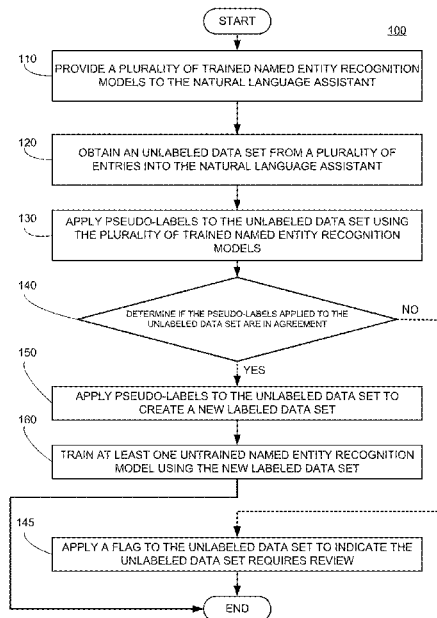 START
100
110
PROVIDE A PLURALITY OF TRAINED NAMED ENTITY RECOGNITION
MODELS TO THE NATURAL LANGUAGE ASSISTANT
120
OBTAIN AN UNLABELED DATA SET FROM A PLURALITY OF
ENTRIES INTO THE NATURAL LANGUAGE ASSISTANT
130
APPLY PSEUDO-LABELS TO THE UNLABELED DATA SET USING
THE PLURALITY OF TRAINED NAMED ENTITY RECOGNITION
MODELS
140
DETERMINE IF THE PSEUDO-LABELS APPLIED TO THE
UNLABELED DATA SET ARE IN AGREEMENT
NO
YES
150
APPLY PSEUDO-LABELS TO THE UNLABELED DATA SET TO
CREATE A NEW LABELED DATA SET
160
TRAIN AT LEAST ONE UNTRAINED NAMED ENTITY RECOGNITION
MODEL USING THE NEW LABELED DATA SET
145
APPLY A FLAG TO THE UNLABELED DATA SET TO INDICATE THE
UNLABELED DATA SET REQUIRES REVIEW
END